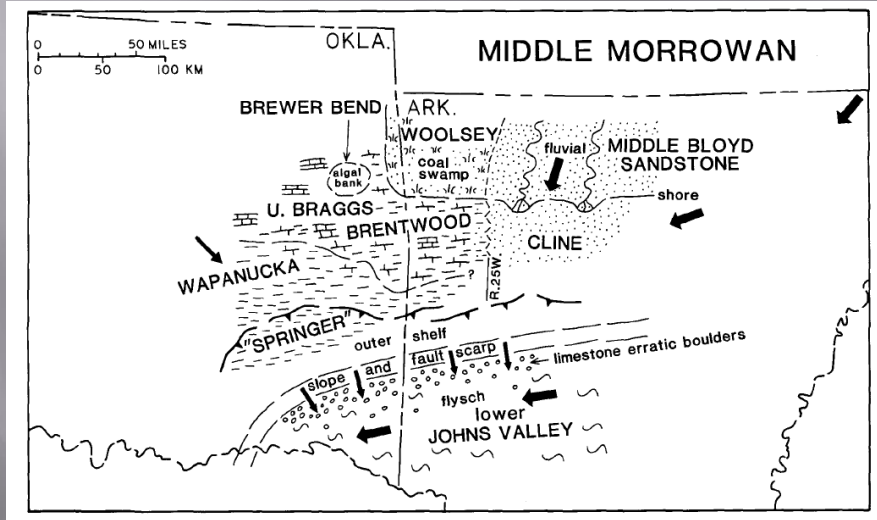 0 50 MILES
0 50 100 KM
OKLA.
MIDDLE MORROWAN
ARK.
BREWER BEND
WOOLSEY
coal
swamp
fluvial
MIDDLE BLOYD
SANDSTONE
algal
bank
shore
U. BRAGGS
BRENTWOOD
CLINE
WAPANUCKA
?
R.25W
"SPRINGER"
outer shelf
slope and fault scarp
limestone erratic boulders
flysch
lower
JOHNS VALLEY